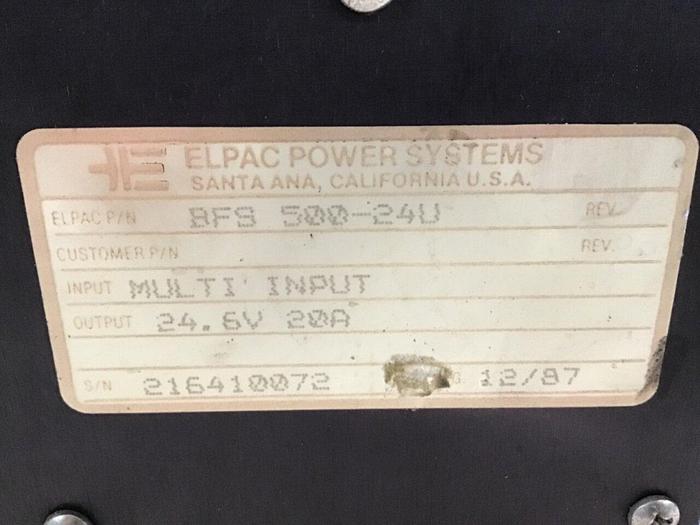 ELPAC POWER SYSTEMS
SANTA ANA, CALIFORNIA U.S.A.
ELPAC P/N BFS 500-24U REV.
CUSTOMER P/N REV.
INPUT MULTI INPUT
OUTPUT 24.6V 20A
S/N 216410072 12/87